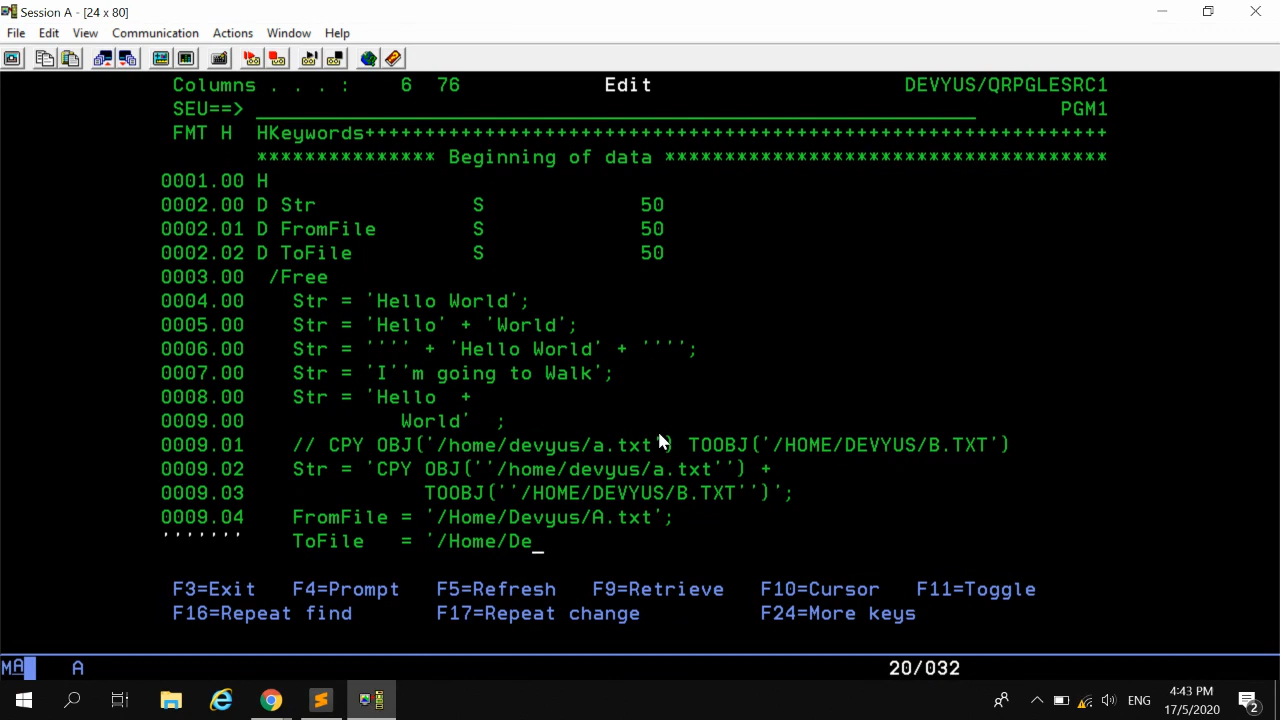 Session A - [24 x 80]
File Edit View Communication Actions Window Help
Columns . . . : 6 76 Edit DEVYUS/QRPGLESRC1
SEU==> PGM1
FMT H HKeywords++++++++++++++++++++++++++++++++++++++++++++++++++++++++++++++
*************** Beginning of data *************************************
0001.00 H
0002.00 D Str S 50
0002.01 D FromFile S 50
0002.02 D ToFile S 50
0003.00 /Free
0004.00 Str = 'Hello World';
0005.00 Str = 'Hello' + 'World';
0006.00 Str = '''' + 'Hello World' + '''';
0007.00 Str = 'I''m going to Walk';
0008.00 Str = 'Hello +
0009.00 World' ;
0009.01 // CPY OBJ('/home/devyus/a.txt') TOOBJ('/HOME/DEVYUS/B.TXT')
0009.02 Str = 'CPY OBJ(''/home/devyus/a.txt'') +
0009.03 TOOBJ(''/HOME/DEVYUS/B.TXT'')';
0009.04 FromFile = '/Home/Devyus/A.txt';
''''''' ToFile = '/Home/De_
F3=Exit F4=Prompt F5=Refresh F9=Retrieve F10=Cursor F11=Toggle
F16=Repeat find F17=Repeat change F24=More keys
MA A 20/032
ENG 4:43 PM
17/5/2020 2